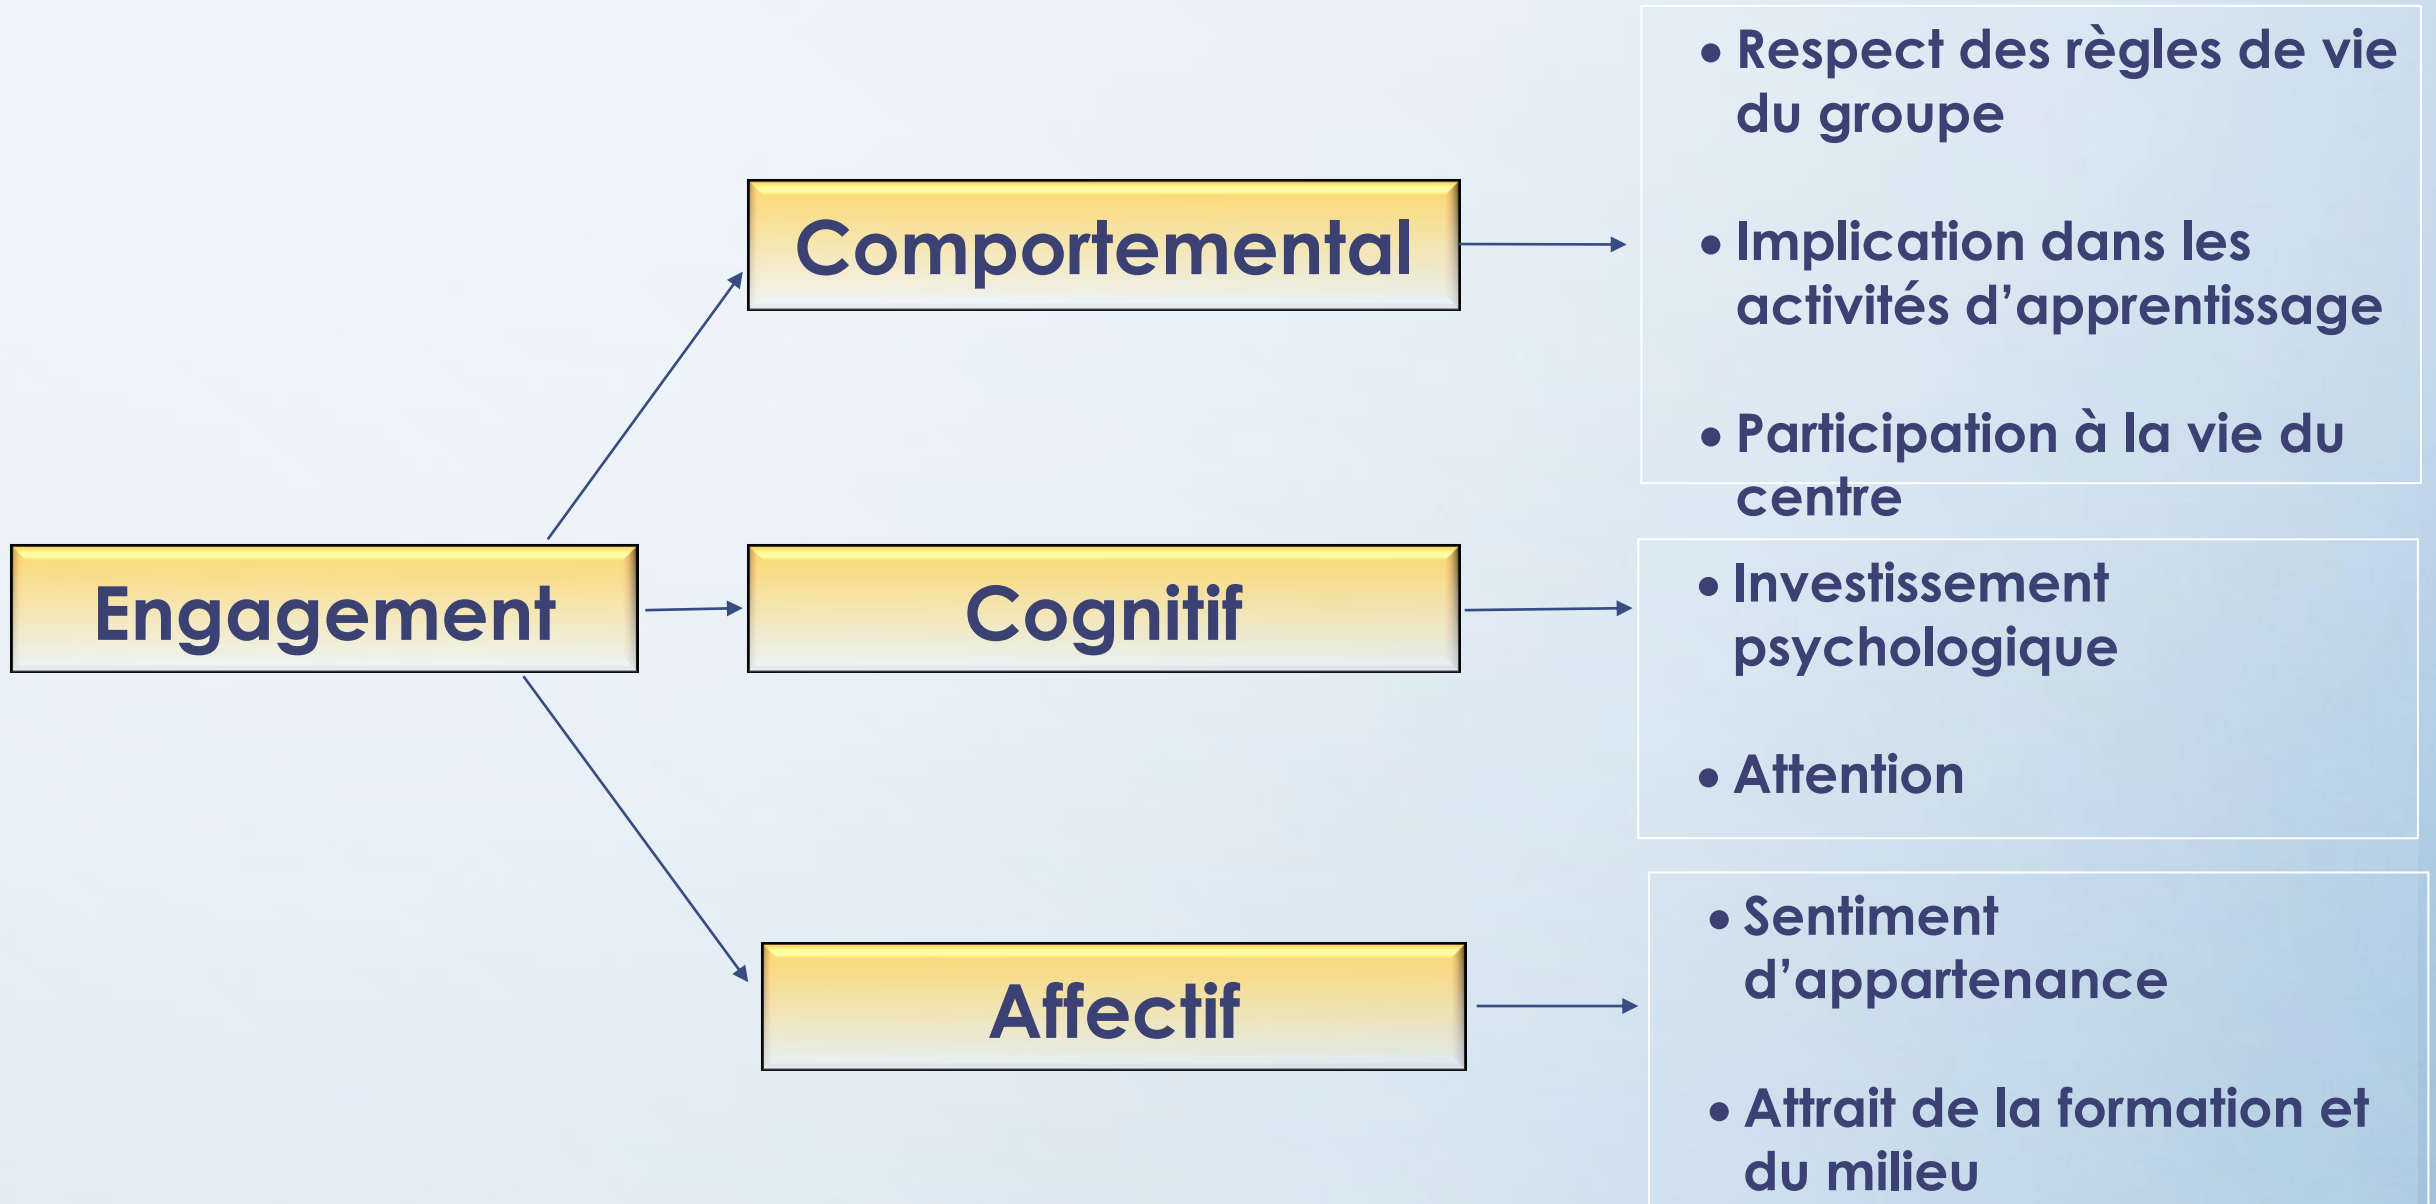 • Respect des règles de vie
du groupe
• Implication dans les
activités d’apprentissage
• Participation à la vie du
centre
Comportemental
Engagement
Cognitif
• Investissement
psychologique
• Attention
Affectif
• Sentiment
d’appartenance
• Attrait de la formation et
du milieu